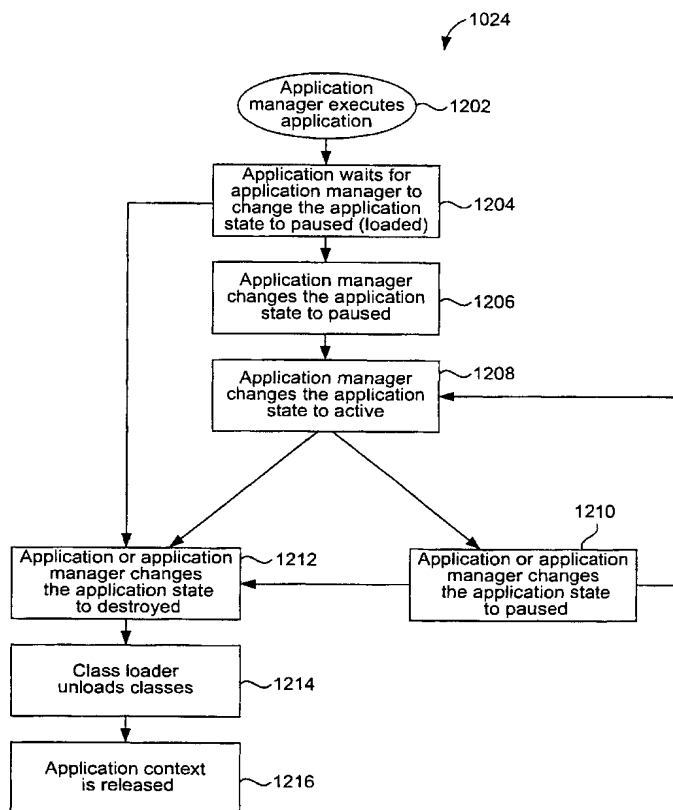 1024
Application
manager executes
application
1202
Application waits for
application manager to
change the application
state to paused (loaded)
1204
Application manager
changes the application
state to paused
1206
1208
Application manager
changes the application
state to active
1210
Application or application
manager changes
the application state
to destroyed
1212
Application or application
manager changes
the application state
to paused
Class loader
unloads classes
1214
Application context
is released
1216